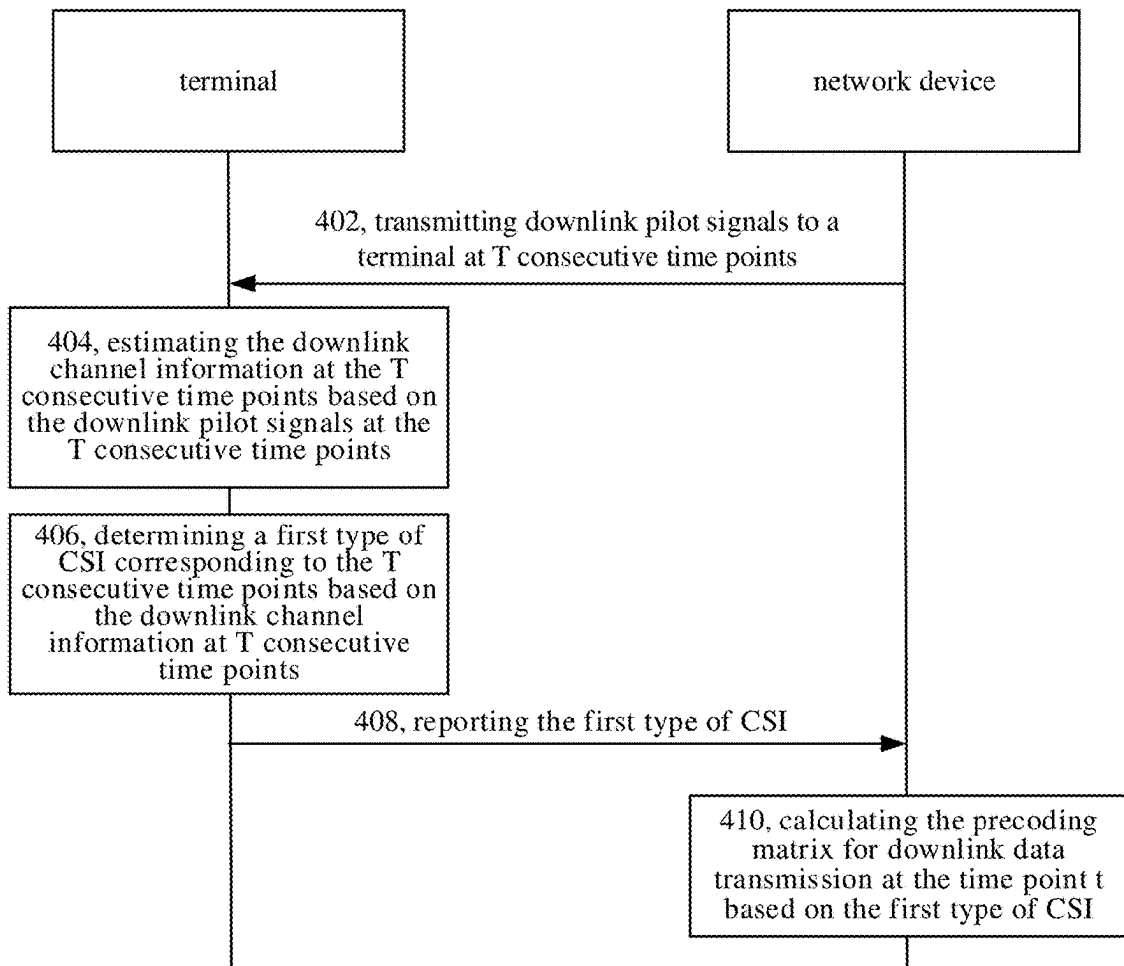 terminal
network device
402, transmitting downlink pilot signals to a
terminal at T consecutive time points
404, estimating the downlink
channel information at the T
consecutive time points based on
the downlink pilot signals at the
T consecutive time points
406, determining a first type of
CSI corresponding to the T
consecutive time points based on
the downlink channel
information at T consecutive
time points
408, reporting the first type of CSI
410, calculating the precoding
matrix for downlink data
transmission at the time point t
based on the first type of CSI